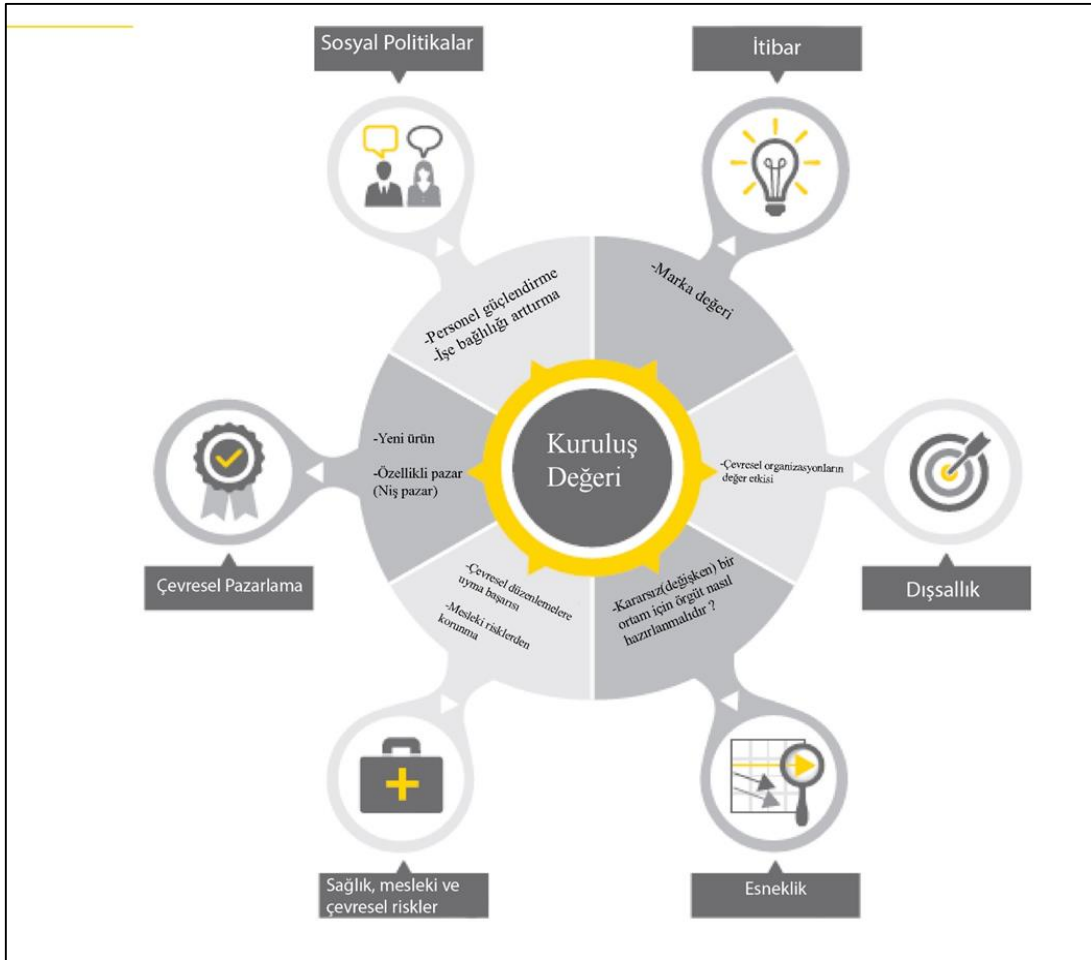 Sosyal Politikalar
İtibar
-Personel güçlendirme
-İşe bağlılığı arttırma
-Marka değeri
-Yeni ürün
-Özellikli pazar
(Niş pazar)
Kuruluş
Değeri
-Çevresel organizasyonların
değer etkisi
Çevresel Pazarlama
Dışsallık
-Çevresel düzenlemelere
uyma başarısı
-Mesleki risklerden
korunma
-Kararsız(değişken) bir
ortam için örgüt nasıl
hazırlanmalıdır ?
Sağlık, mesleki ve
çevresel riskler
Esneklik